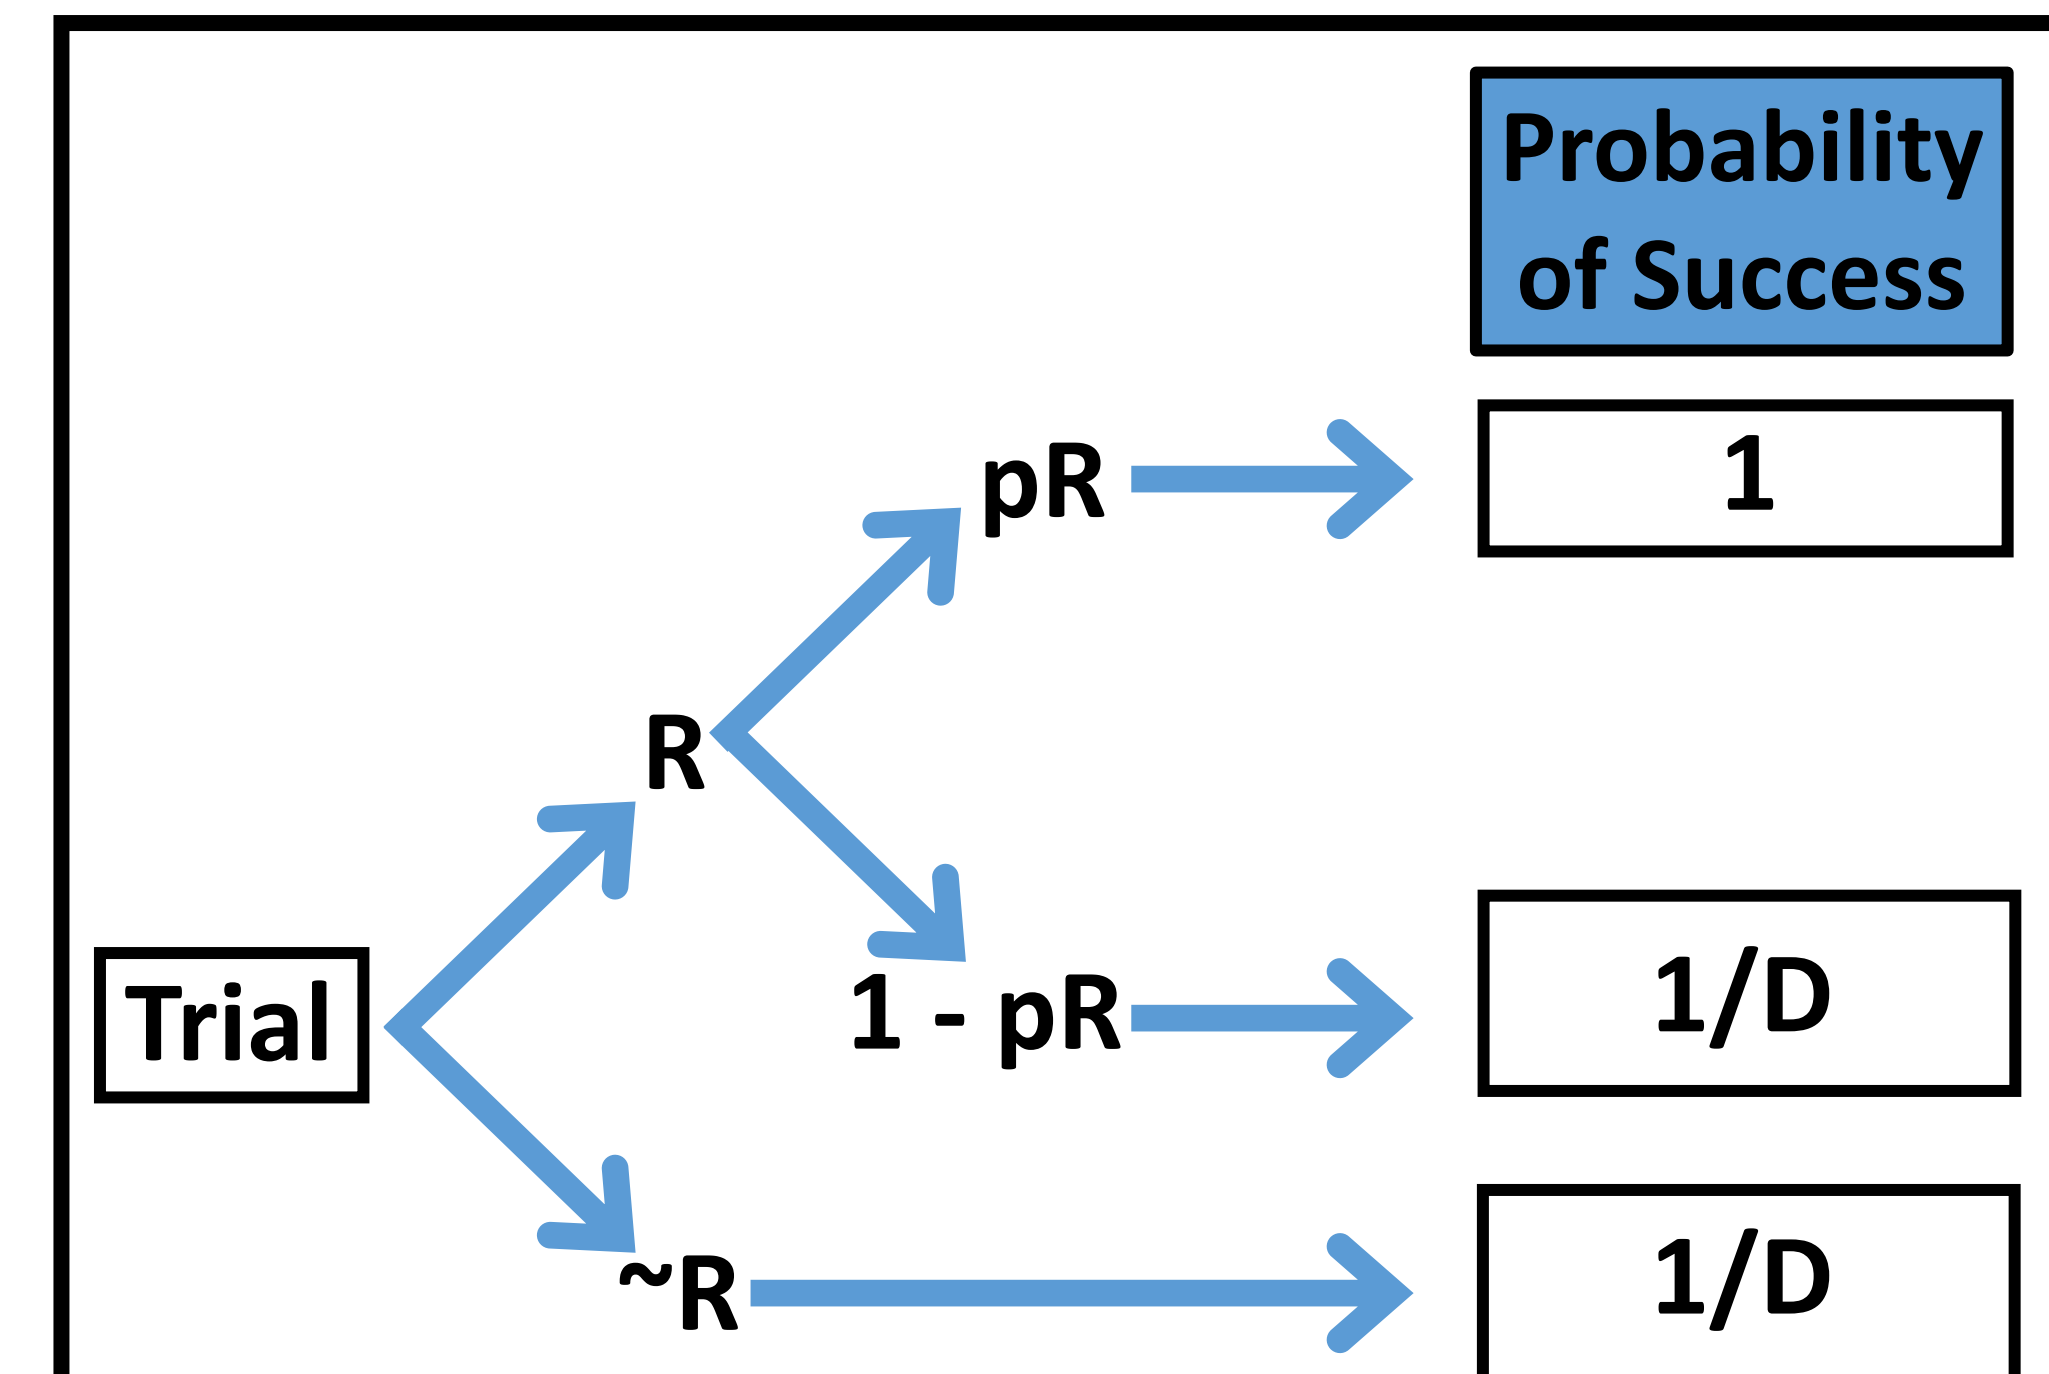 Probability
of Success
pR
1
R
Trial
1 - pR
1/D
~R
1/D